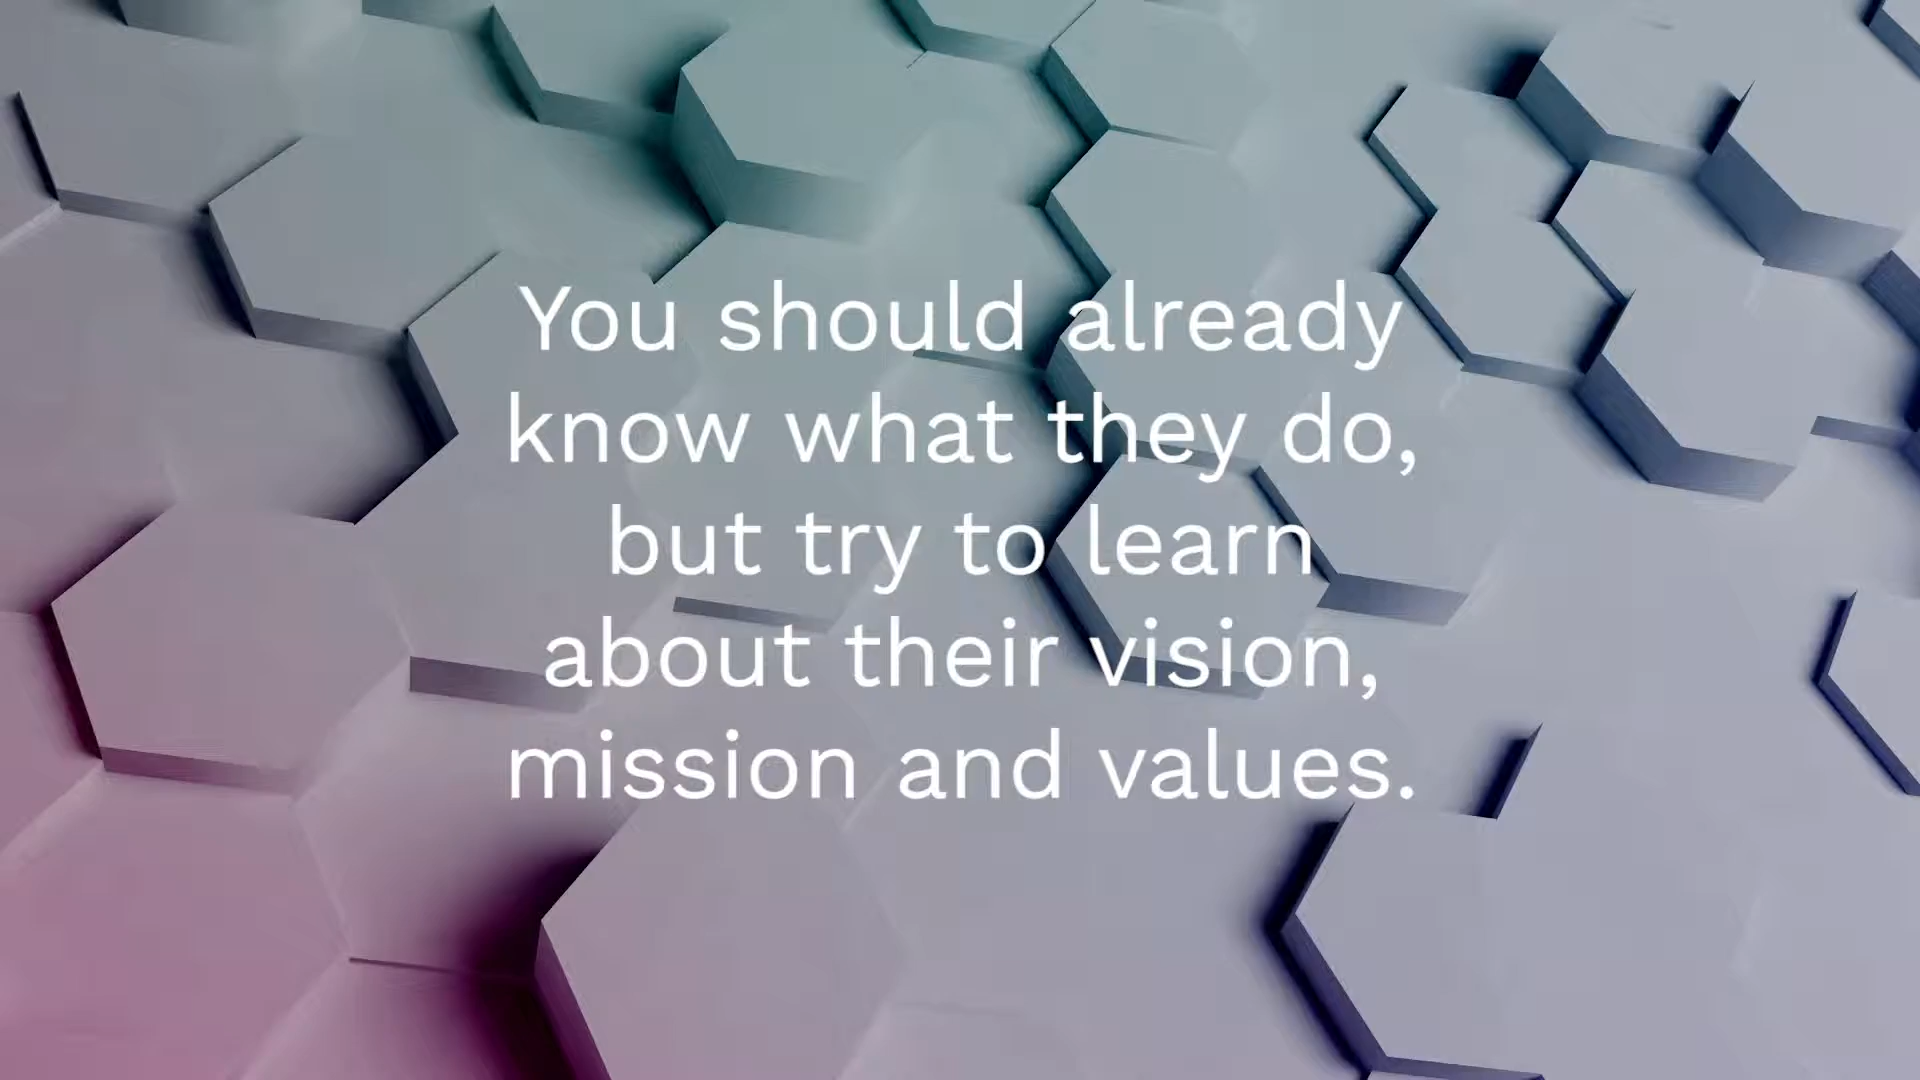 You should already
know what they do,
but try to learn
about their vision,
mission and values.